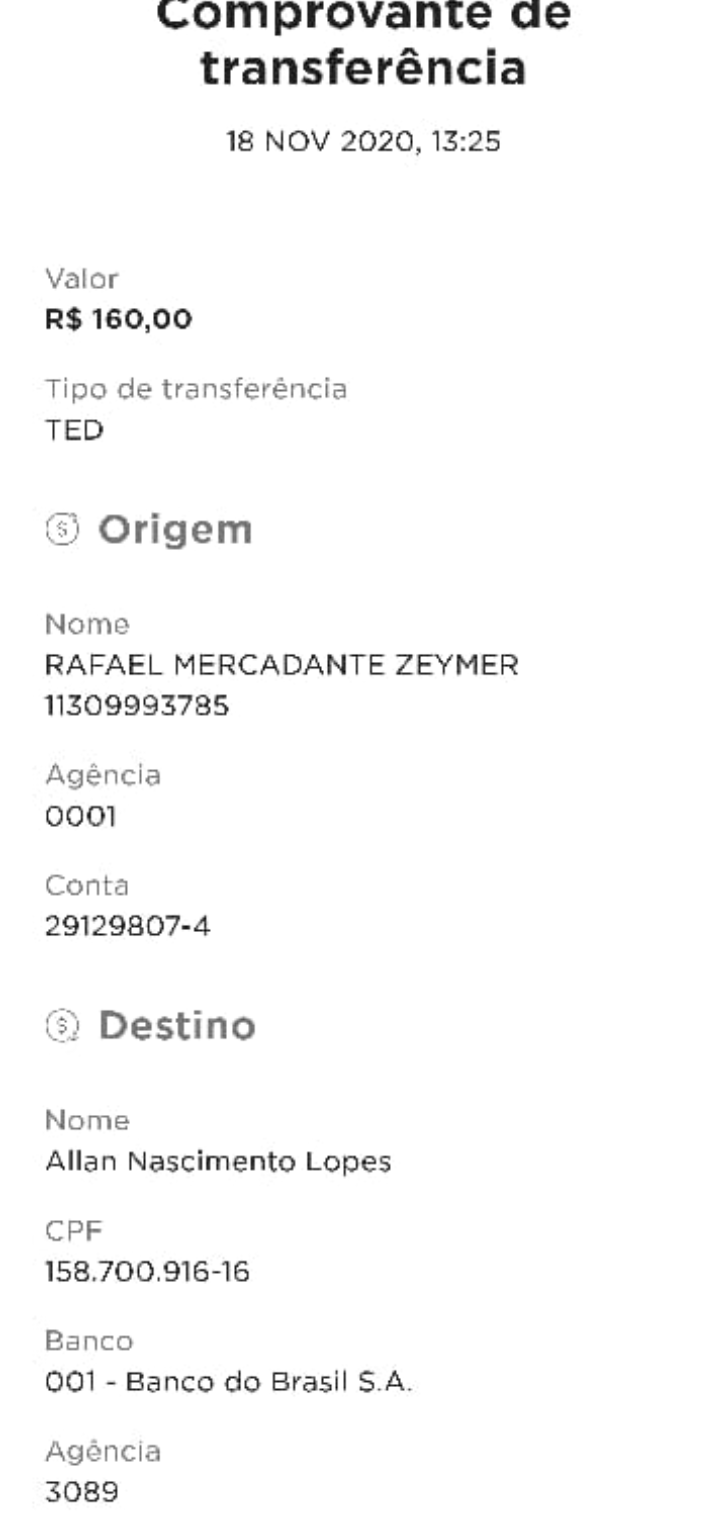 Comprovante de
transferência
18 NOV 2020, 13:25
Valor
R$ 160,00
Tipo de transferência
TED
Origem
Nome
RAFAEL MERCADANTE ZEYMER
11309993785
Agência
0001
Conta
29129807-4
Destino
Nome
Allan Nascimento Lopes
CPF
158.700.916-16
Banco
001 - Banco do Brasil S.A.
Agência
3089